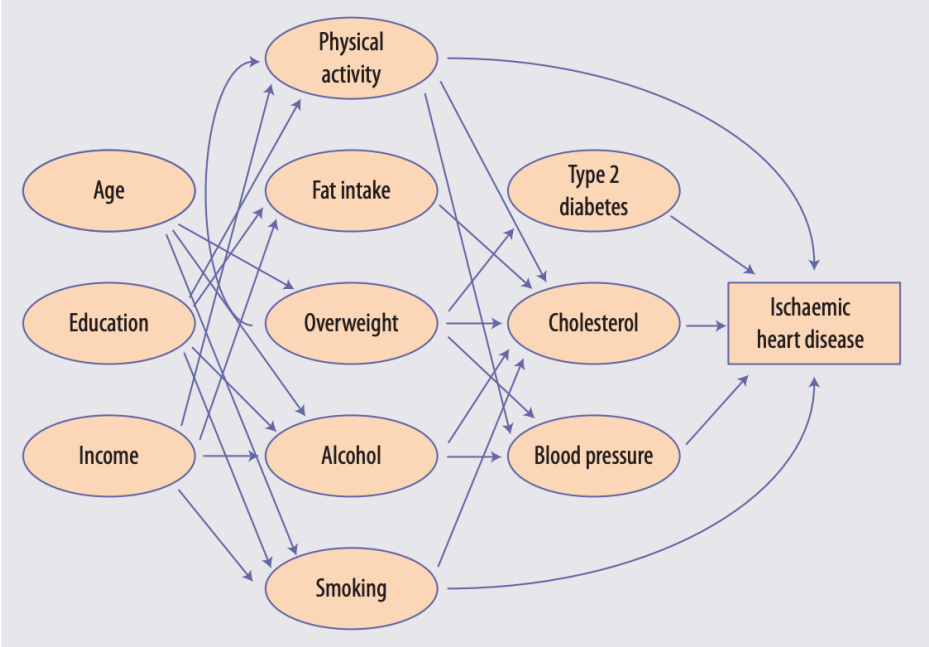 Physical
activity
Age
Fat intake
Type 2
diabetes
Education
Overweight
Cholesterol
Ischaemic
heart disease
Income
Alcohol
Blood pressure
Smoking